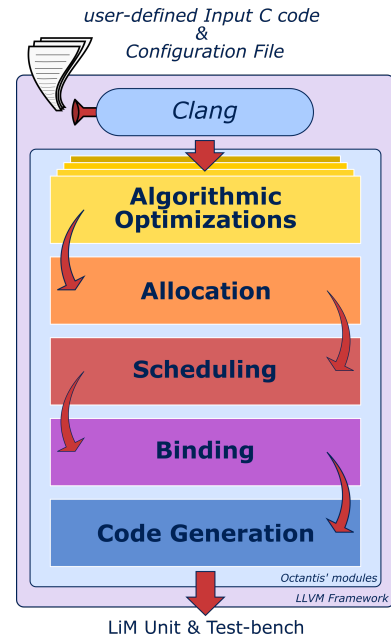 user-defined Input C code
&
Configuration File
Clang
Algorithmic
Optimizations
Allocation
Scheduling
Binding
Code Generation
Octantis' modules
LLVM Framework
LiM Unit & Test-bench